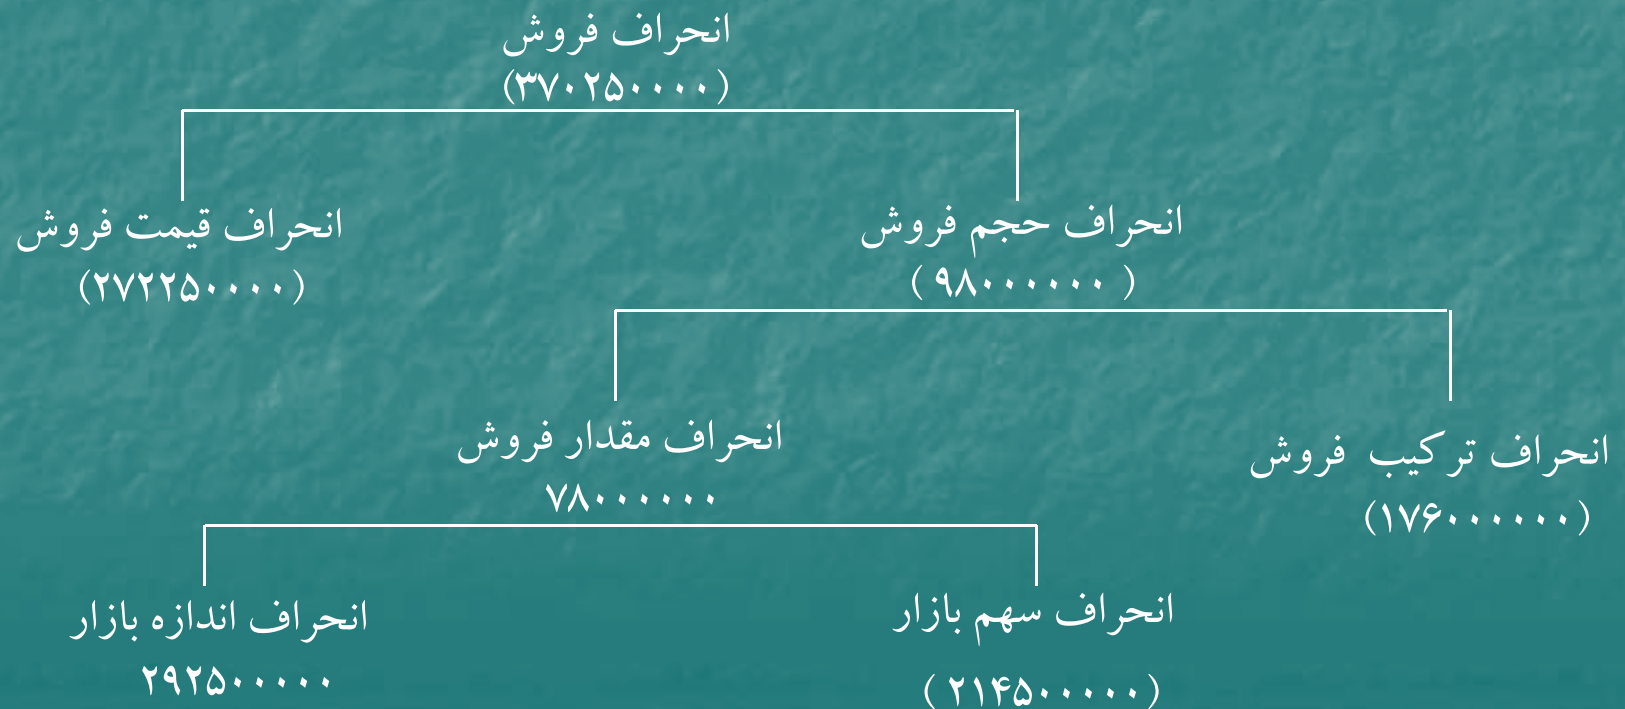 انحراف فروش
(۳۷۰۲۵۰۰۰۰)
انحراف حجم فروش
( ۹۸۰۰۰۰۰۰ )
انحراف قیمت فروش
(۲۷۲۲۵۰۰۰۰)
انحراف ترکیب فروش
(۱۷۶۰۰۰۰۰۰)
انحراف مقدار فروش
۷۸۰۰۰۰۰۰
انحراف سهم بازار
( ۲۱۴۵۰۰۰۰۰)
انحراف اندازه بازار
۲۹۲۵۰۰۰۰۰